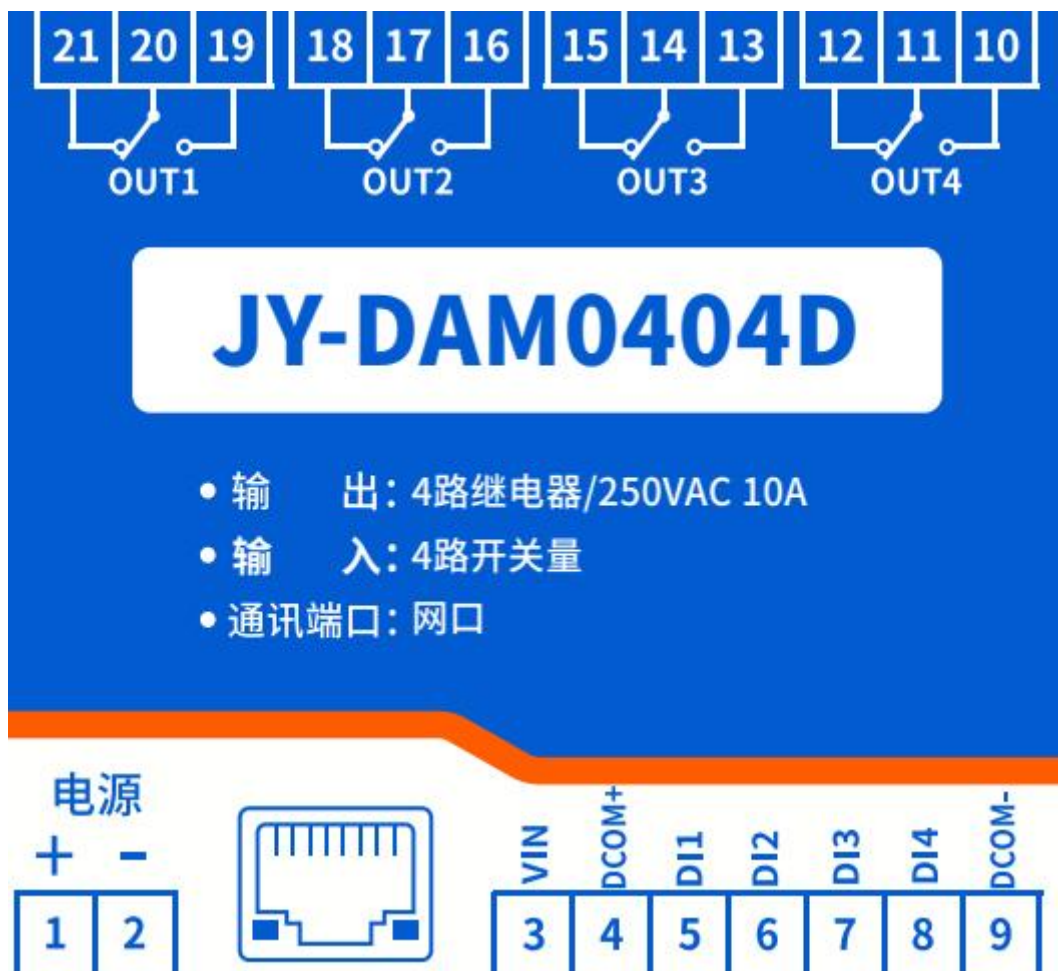 21 20 19 18 17 16 15 14 13 12 11 10
OUT1 OUT2 OUT3 OUT4
JY-DAM0404D
• 输 出：4路继电器/250VAC 10A
• 输 入：4路开关量
• 通讯端口：网口
电源
+ -
VIN DCOM+ DI1 DI2 DI3 DI4 DCOM-
1 2 3 4 5 6 7 8 9